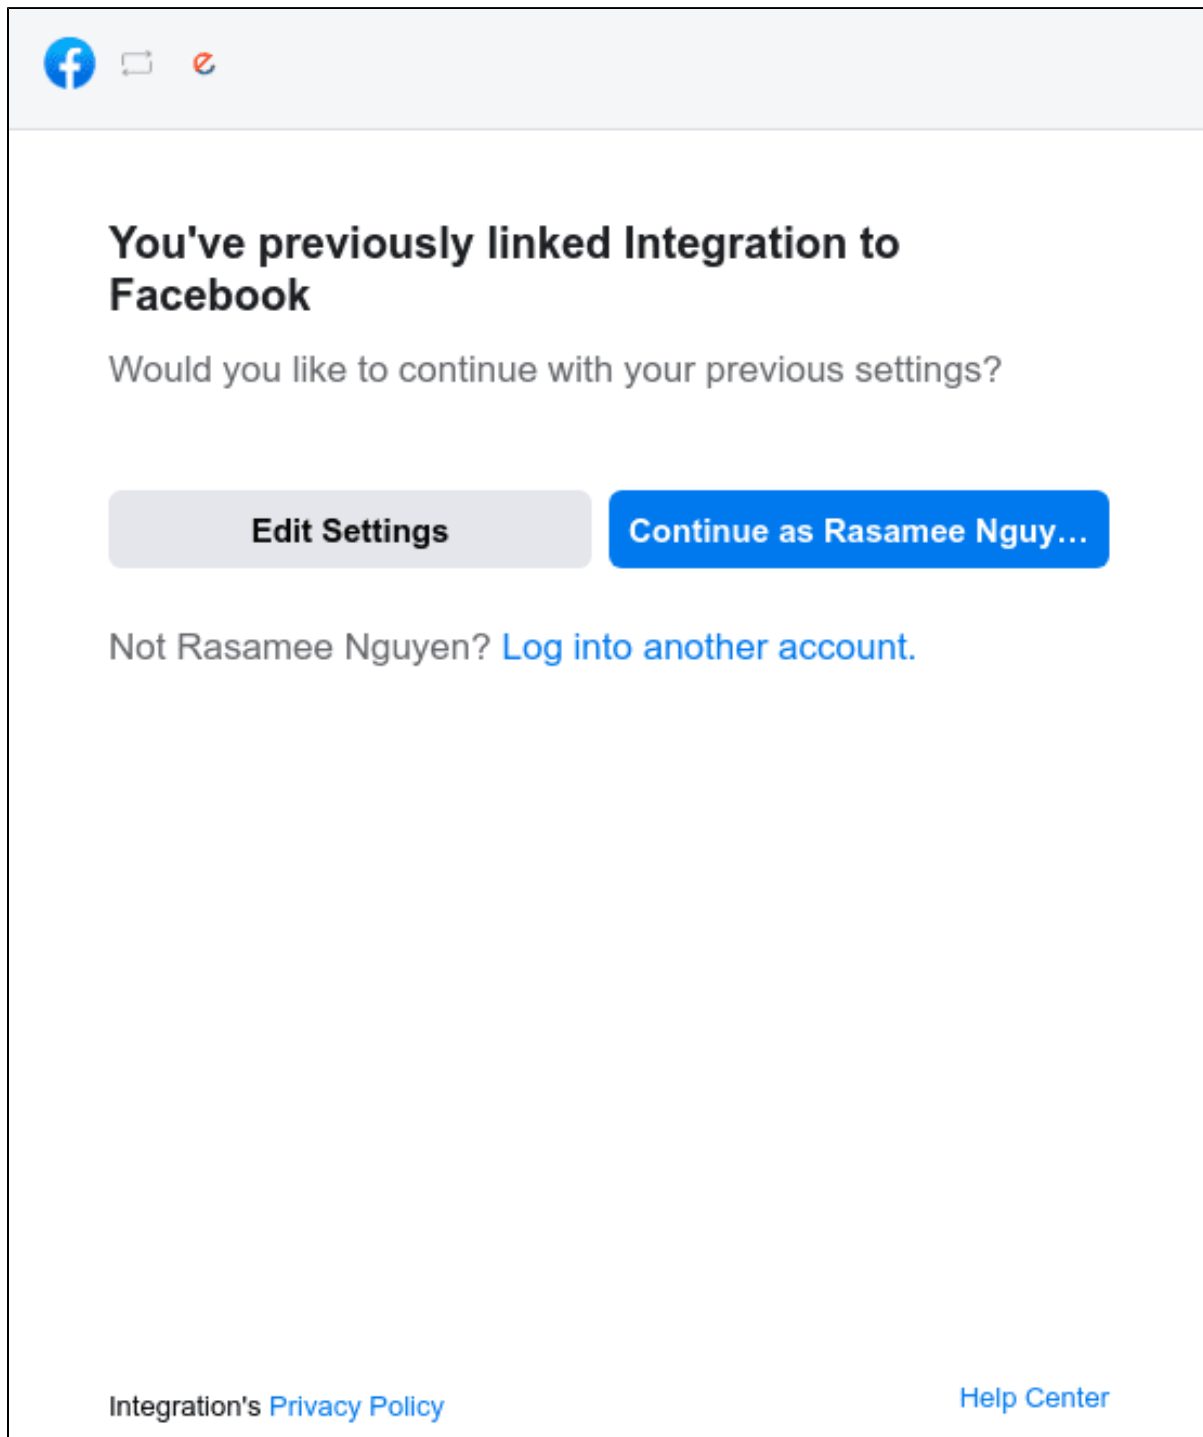 You've previously linked Integration to
Facebook
Would you like to continue with your previous settings?
Edit Settings
Continue as Rasamee Nguy...
Not Rasamee Nguyen? Log into another account.
Integration's Privacy Policy
Help Center